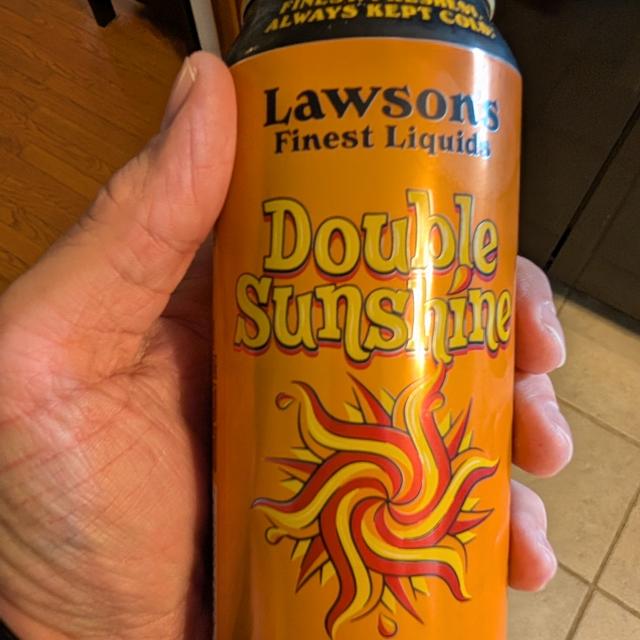 ALWAYS KEPT COLD.
Lawson's
Finest Liquids
Double
Sunshine